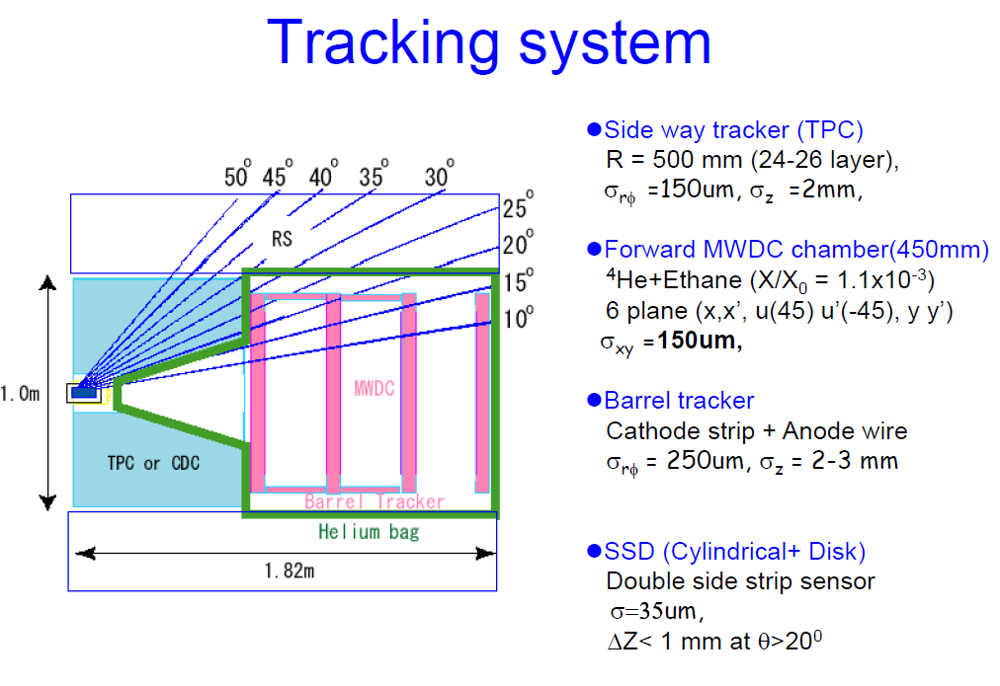 Tracking system
50° 45° 40° 35° 30°
25°
20°
15°
10°
RS
1.0m
MWDC
TPC or CDC
Barrel Tracker
Helium bag
1.82m
●Side way tracker (TPC)
R = 500 mm (24-26 layer),
σrϕ =150um, σz =2mm,
●Forward MWDC chamber(450mm)
⁴He+Ethane (X/X₀ = 1.1x10⁻³)
6 plane (x,x’, u(45) u’(-45), y y’)
σxy =150um,
●Barrel tracker
Cathode strip + Anode wire
σrϕ = 250um, σz = 2-3 mm
●SSD (Cylindrical+ Disk)
Double side strip sensor
σ=35um,
ΔZ< 1 mm at θ>20⁰